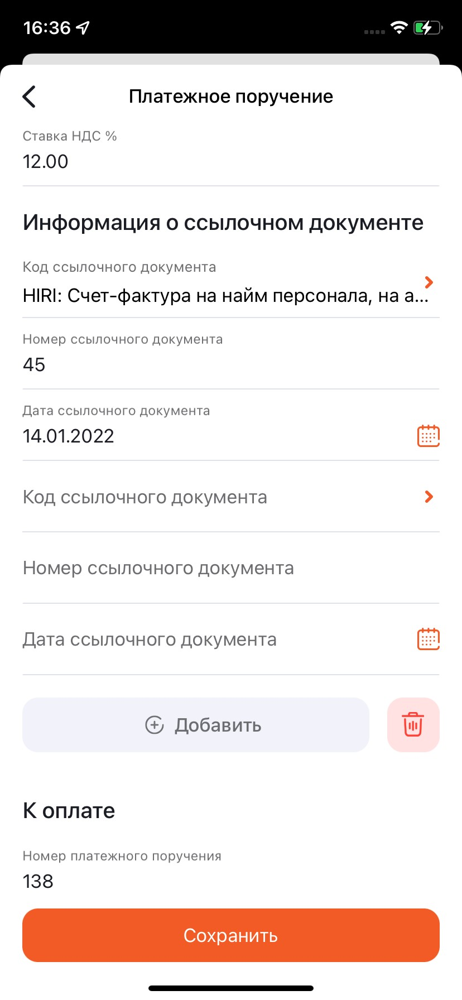 16:36
Платежное поручение
Ставка НДС %
12.00
Информация о ссылочном документе
Код ссылочного документа
HIRI: Счет-фактура на найм персонала, на а...
Номер ссылочного документа
45
Дата ссылочного документа
14.01.2022
Код ссылочного документа
Номер ссылочного документа
Дата ссылочного документа
Добавить
К оплате
Номер платежного поручения
138
Сохранить